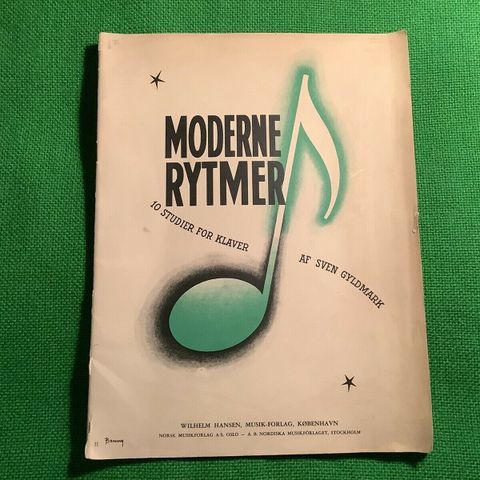 MODERNE
RYTMER
10 STUDIER FOR KLAVER
AF SVEN GYLDMARK
WILHELM HANSEN, MUSIK-FORLAG, KØBENHAVN
NORSK MUSIKFORLAG A/S, OSLO — A. B. NORDISKA MUSIKFÖRLAGET, STOCKHOLM